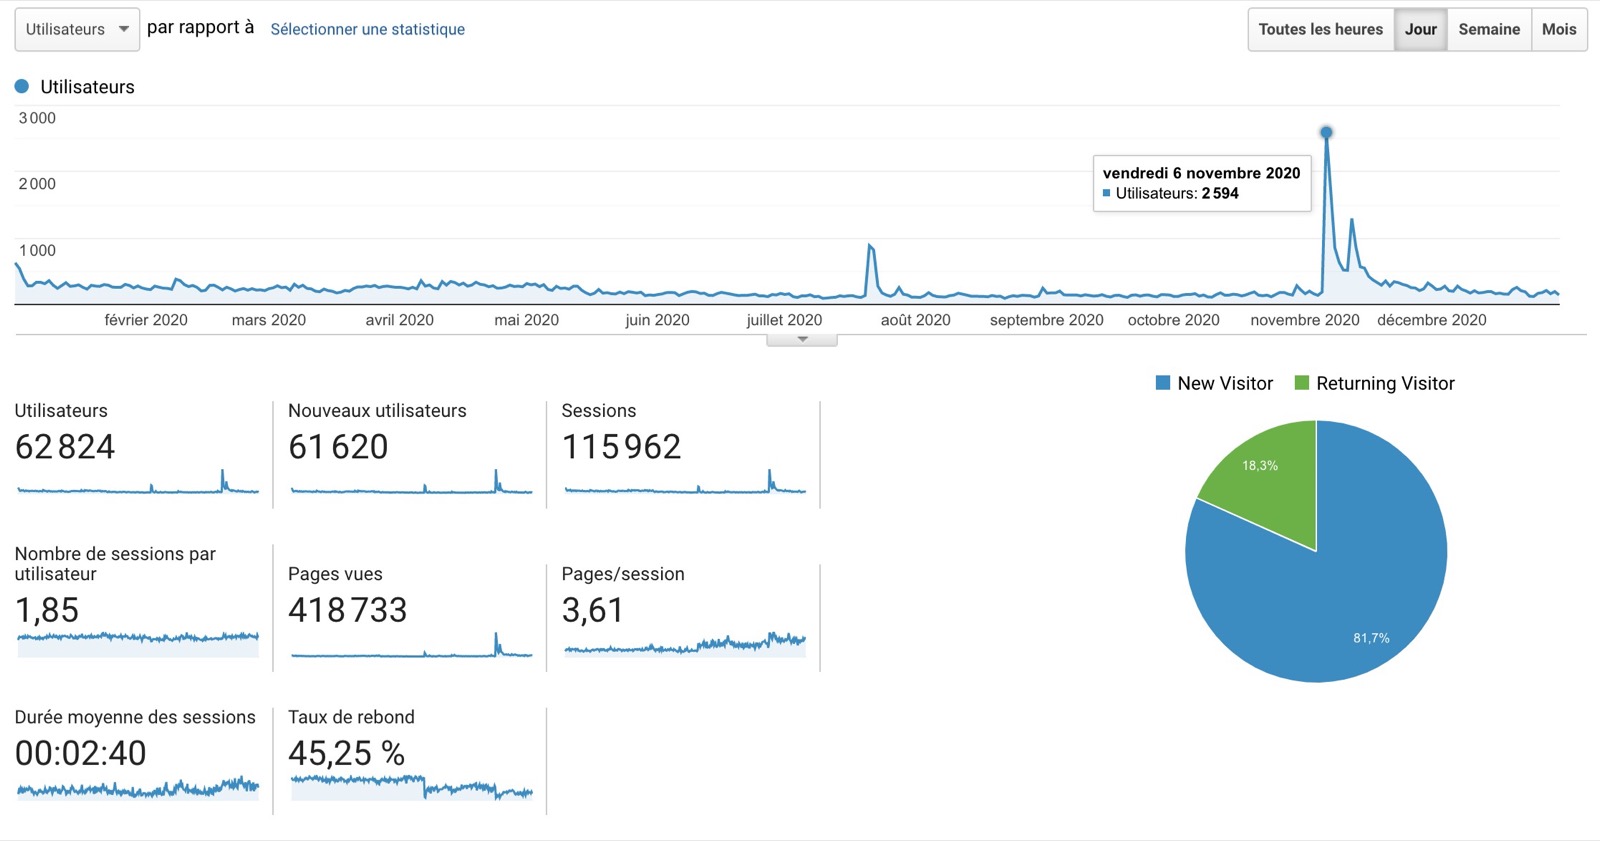 Utilisateurs par rapport à Sélectionner une statistique
Toutes les heures Jour Semaine Mois
Utilisateurs
3 000
2 000
1 000
vendredi 6 novembre 2020
Utilisateurs: 2 594
février 2020 mars 2020 avril 2020 mai 2020 juin 2020 juillet 2020 août 2020 septembre 2020 octobre 2020 novembre 2020 décembre 2020
New Visitor Returning Visitor
18,3%
81,7%
Utilisateurs
62 824
Nouveaux utilisateurs
61 620
Sessions
115 962
Nombre de sessions par
utilisateur
1,85
Pages vues
418 733
Pages/session
3,61
Durée moyenne des sessions
00:02:40
Taux de rebond
45,25 %